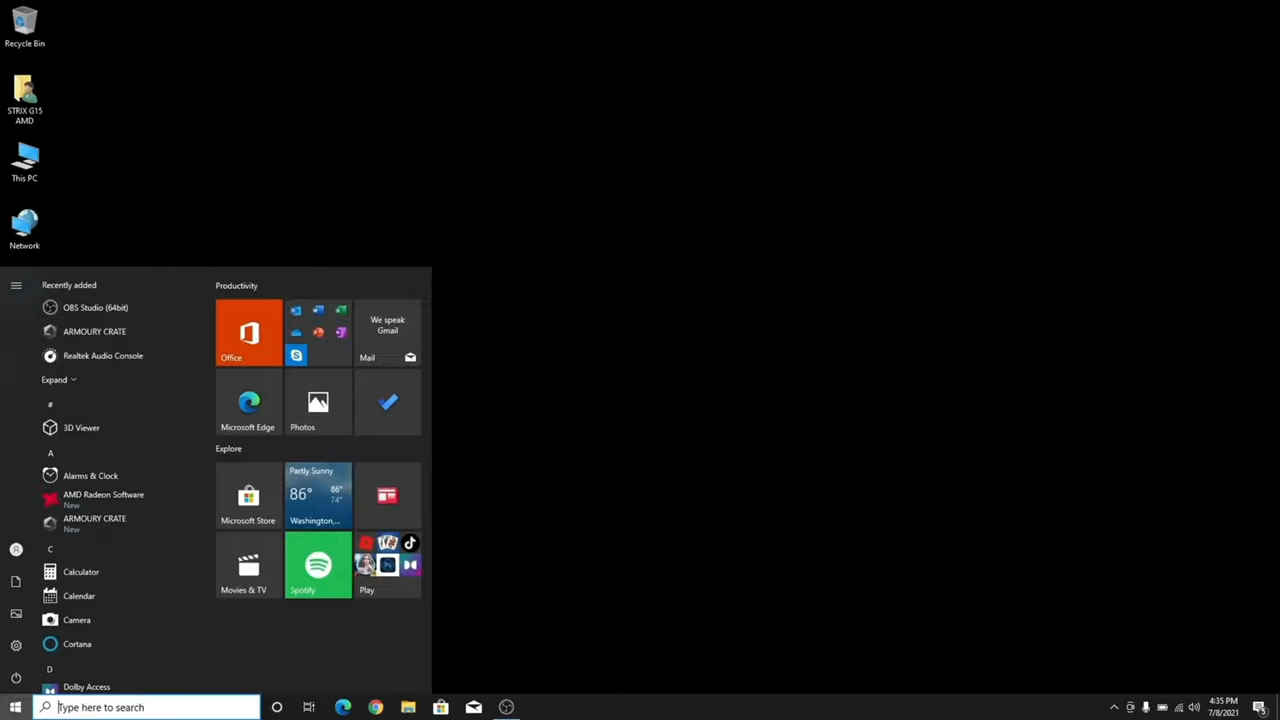 Recycle Bin
STRIX G15
AMD
This PC
Network
Recently added
OBS Studio (64bit)
ARMOURY CRATE
Realtek Audio Console
Expand
#
3D Viewer
A
Alarms & Clock
AMD Radeon Software
New
ARMOURY CRATE
New
C
Calculator
Calendar
Camera
Cortana
D
Dolby Access
Productivity
Office
We speak
Gmail
Mail
Microsoft Edge
Photos
Explore
Microsoft Store
Partly Sunny
86°
86°
74°
Washington,...
Movies & TV
Spotify
Play
Type here to search
4:35 PM
7/8/2021